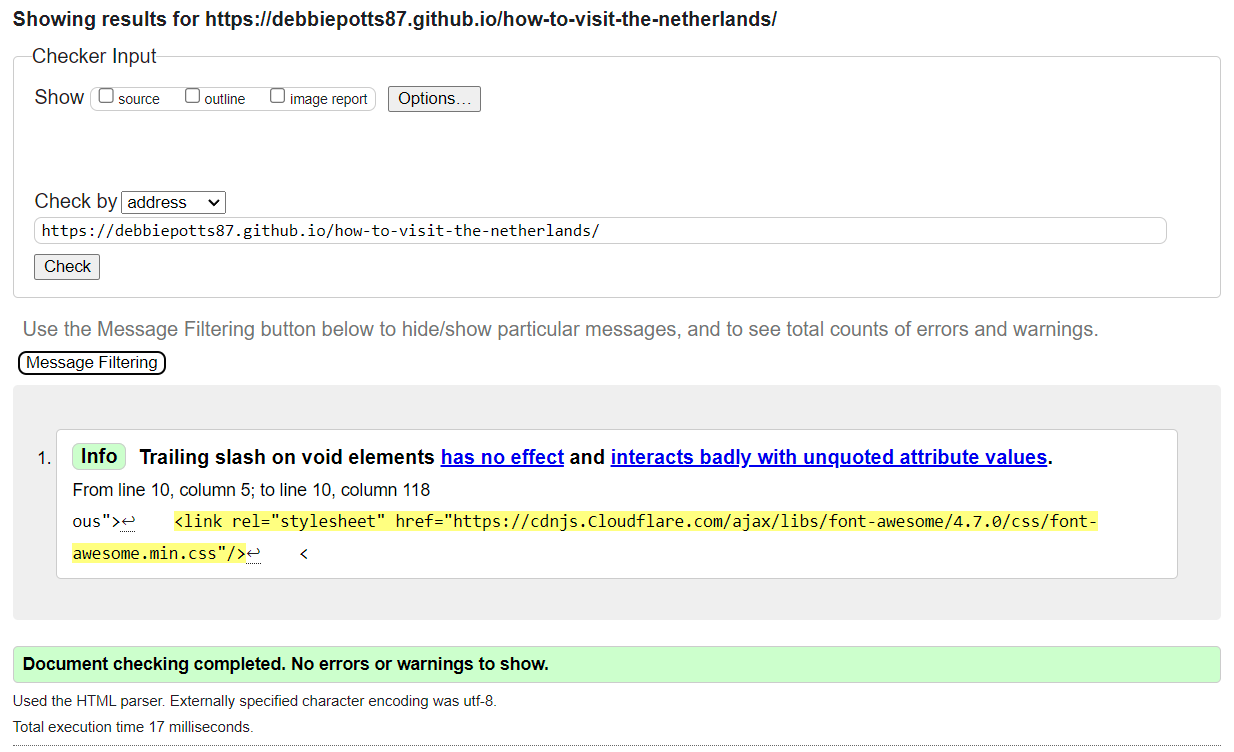 Showing results for https://debbiepotts87.github.io/how-to-visit-the-netherlands/
Checker Input
Show source outline image report Options…
Check by address
https://debbiepotts87.github.io/how-to-visit-the-netherlands/
Check
Use the Message Filtering button below to hide/show particular messages, and to see total counts of errors and warnings.
Message Filtering
1. Info Trailing slash on void elements has no effect and interacts badly with unquoted attribute values.
From line 10, column 5; to line 10, column 118
ous">↩ <link rel="stylesheet" href="https://cdnjs.Cloudflare.com/ajax/libs/font-awesome/4.7.0/css/font-
awesome.min.css"/>↩ <
Document checking completed. No errors or warnings to show.
Used the HTML parser. Externally specified character encoding was utf-8.
Total execution time 17 milliseconds.